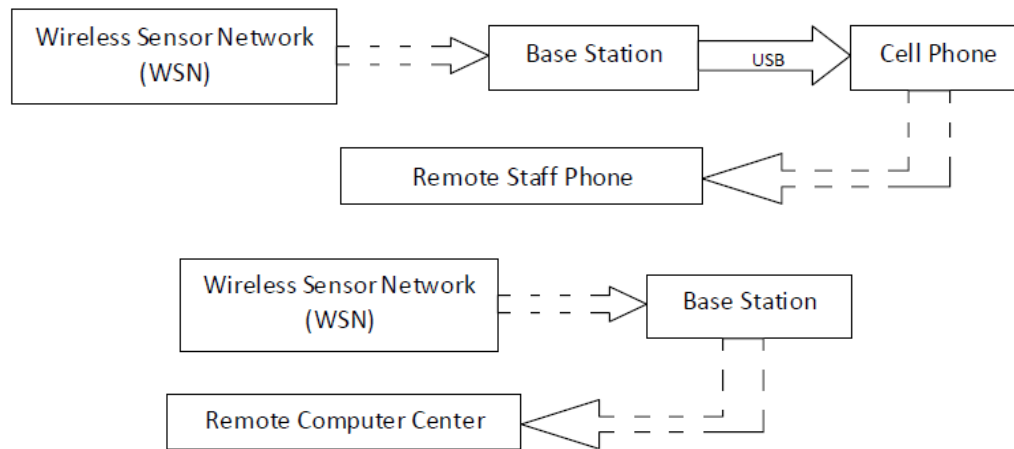 Wireless Sensor Network
(WSN)
Base Station
USB
Cell Phone
Remote Staff Phone
Wireless Sensor Network
(WSN)
Base Station
Remote Computer Center